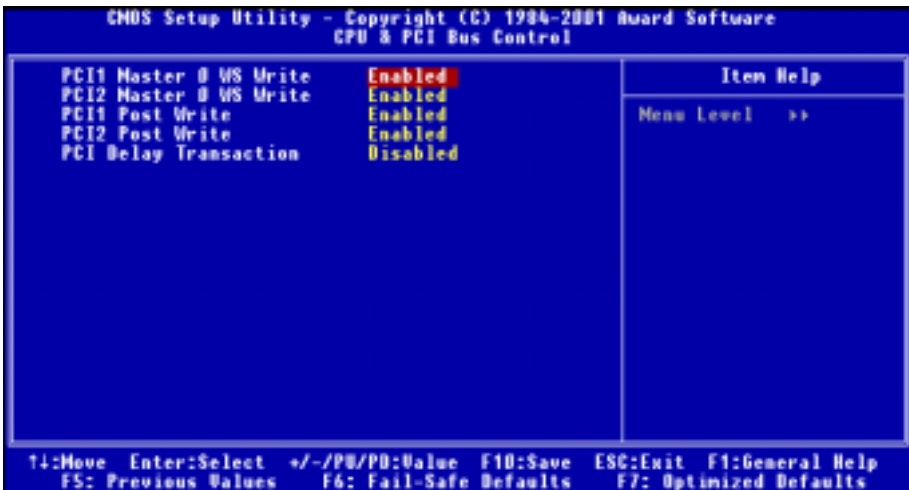 CMOS Setup Utility - Copyright (C) 1984-2001 Award Software
CPU & PCI Bus Control
PCI1 Master 0 WS Write Enabled
PCI2 Master 0 WS Write Enabled
PCI1 Post Write Enabled
PCI2 Post Write Enabled
PCI Delay Transaction Disabled
Item Help
Menu Level ▸▸
↑↓:Move Enter:Select +/-/PU/PD:Value F10:Save ESC:Exit F1:General Help
F5: Previous Values F6: Fail-Safe Defaults F7: Optimized Defaults